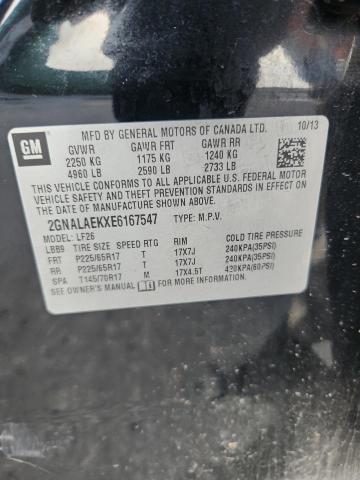 GM
MFD BY GENERAL MOTORS OF CANADA LTD. 10/13
GVWR GAWR FRT GAWR RR
2250 KG 1175 KG 1240 KG
4960 LB 2590 LB 2733 LB
THIS VEHICLE CONFORMS TO ALL APPLICABLE U.S. FEDERAL MOTOR
VEHICLE SAFETY AND THEFT PREVENTION STANDARDS IN EFFECT
ON THE DATE OF MANUFACTURE SHOWN ABOVE.
2GNALAEKXE6167547 TYPE: M.P.V.
MODEL: LF26
LBB9 TIRE SIZE SPEED RTG RIM COLD TIRE PRESSURE
FRT P225/65R17 T 17X7J 240KPA(35PSI)
RR P225/65R17 T 17X7J 240KPA(35PSI)
SPA T145/70R17 M 17X4.5T 420KPA(60PSI)
SEE OWNER'S MANUAL FOR MORE INFORMATION.